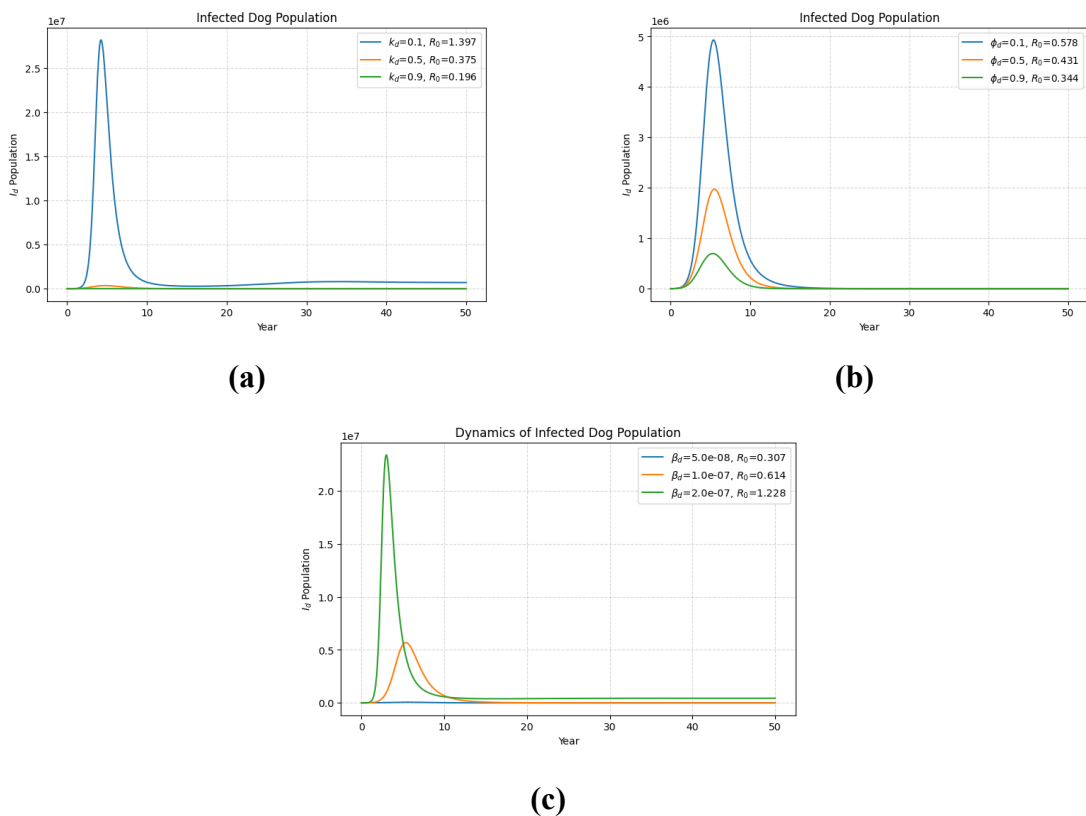 Infected Dog Population
1e7
k_d=0.1, R_0=1.397
k_d=0.5, R_0=0.375
k_d=0.9, R_0=0.196
I_d Population
2.5
2.0
1.5
1.0
0.5
0.0
0 10 20 30 40 50
Year
(a)
Infected Dog Population
1e6
ϕ_d=0.1, R_0=0.578
ϕ_d=0.5, R_0=0.431
ϕ_d=0.9, R_0=0.344
I_d Population
5
4
3
2
1
0
0 10 20 30 40 50
Year
(b)
Dynamics of Infected Dog Population
1e7
β_d=5.0e-08, R_0=0.307
β_d=1.0e-07, R_0=0.614
β_d=2.0e-07, R_0=1.228
I_d Population
2.0
1.5
1.0
0.5
0.0
0 10 20 30 40 50
Year
(c)